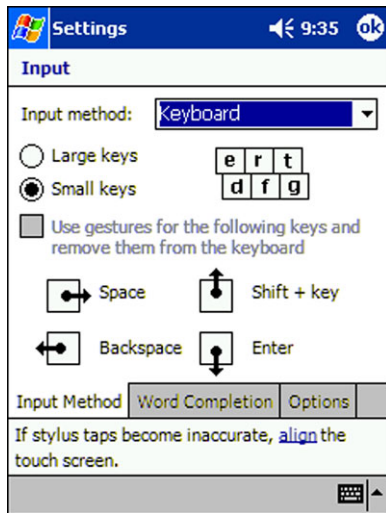 Settings 9:35 ok
Input
Input method: Keyboard
Large keys
e r t
Small keys
d f g
Use gestures for the following keys and
remove them from the keyboard
Space Shift + key
Backspace Enter
Input Method Word Completion Options
If stylus taps become inaccurate, align the
touch screen.